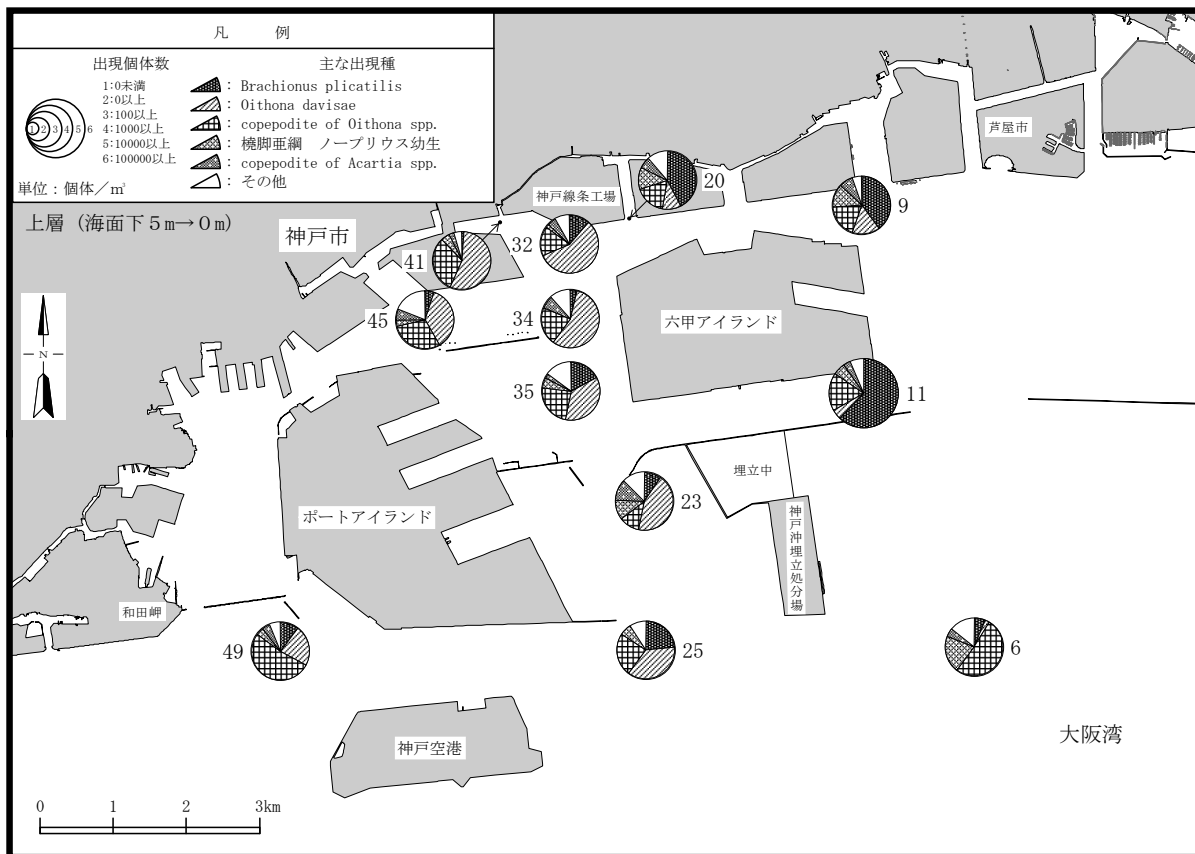 凡 例
出現個体数
1:0未満
2:0以上
3:100以上
4:1000以上
5:10000以上
6:100000以上
1 2 3 4 5 6
単位：個体／㎡
主な出現種
： Brachionus plicatilis
： Oithona davisae
： copepodite of Oithona spp.
： 橈脚亜綱 ノープリウス幼生
： copepodite of Acartia spp.
： その他
上層（海面下５ｍ→０ｍ）
芦屋市
神戸線条工場
20
9
神戸市
32
41
45
34
六甲アイランド
N
35
11
埋立中
23
ポートアイランド
神戸沖埋立処分場
和田岬
49
25
6
大阪湾
神戸空港
0 1 2 3km